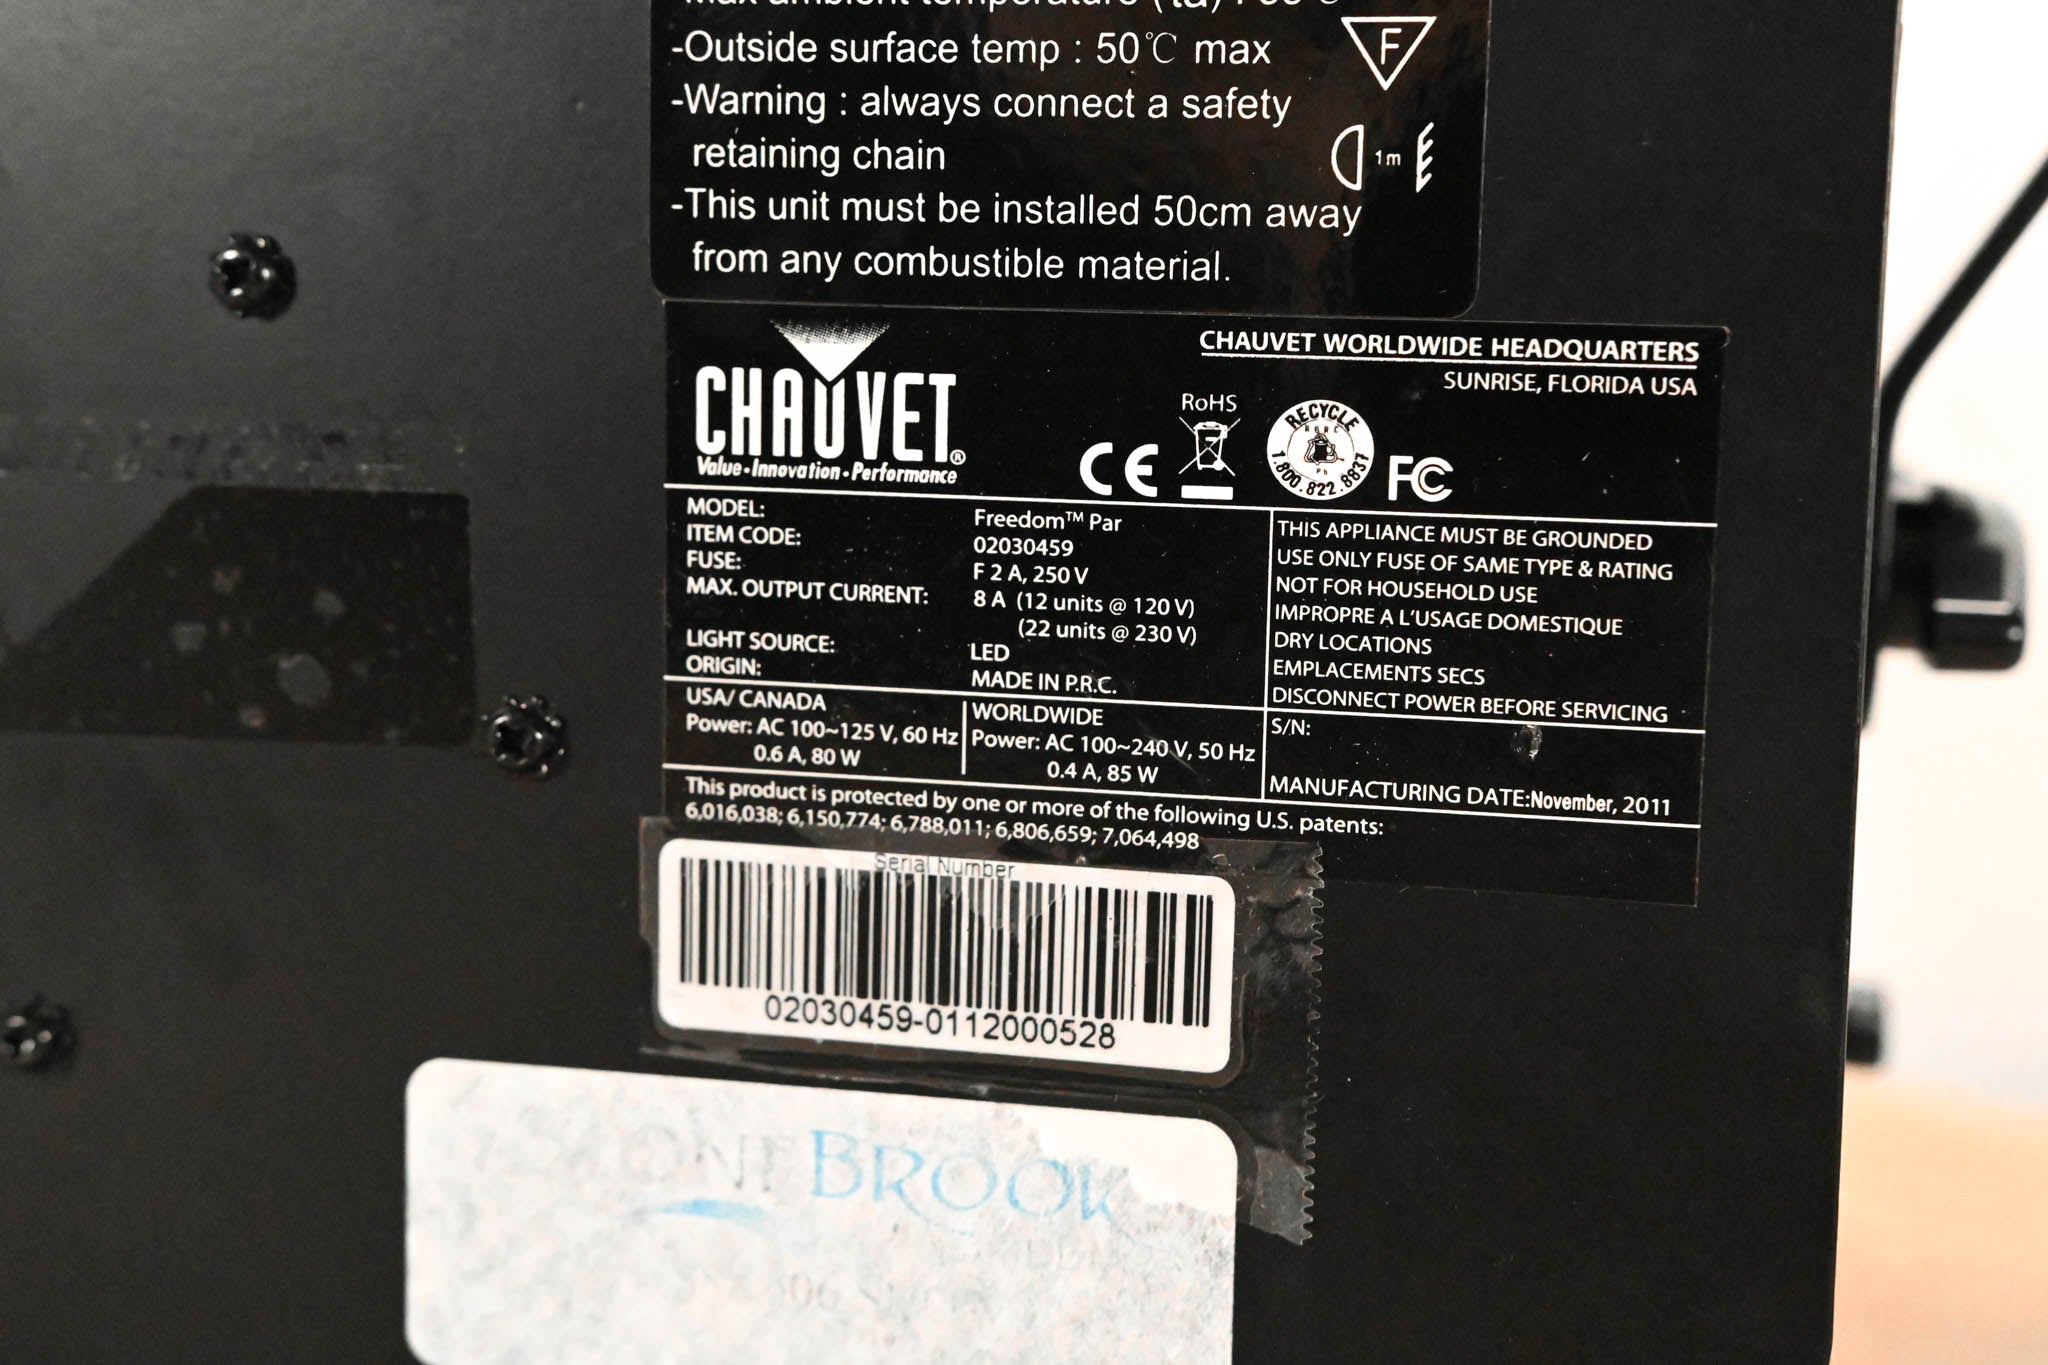 -Max ambient temperature (ta) :
-Outside surface temp : 50℃ max
F
-Warning : always connect a safety
retaining chain
1m
-This unit must be installed 50cm away
from any combustible material.
CHAUVET®
Value•Innovation•Performance
CHAUVET WORLDWIDE HEADQUARTERS
SUNRISE, FLORIDA USA
CE
RoHS
RECYCLE
RBRC
Pb
1.800.822.8837
FC
MODEL: Freedom™ Par
ITEM CODE: 02030459
FUSE: F 2 A, 250 V
MAX. OUTPUT CURRENT: 8 A (12 units @ 120 V)
(22 units @ 230 V)
LIGHT SOURCE: LED
ORIGIN: MADE IN P.R.C.
THIS APPLIANCE MUST BE GROUNDED
USE ONLY FUSE OF SAME TYPE & RATING
NOT FOR HOUSEHOLD USE
IMPROPRE A L'USAGE DOMESTIQUE
DRY LOCATIONS
EMPLACEMENTS SECS
DISCONNECT POWER BEFORE SERVICING
USA/ CANADA
Power: AC 100~125 V, 60 Hz
0.6 A, 80 W
WORLDWIDE
Power: AC 100~240 V, 50 Hz
0.4 A, 85 W
S/N:
MANUFACTURING DATE:November, 2011
This product is protected by one or more of the following U.S. patents:
6,016,038; 6,150,774; 6,788,011; 6,806,659; 7,064,498
Serial Number
02030459-0112000528
BROOK